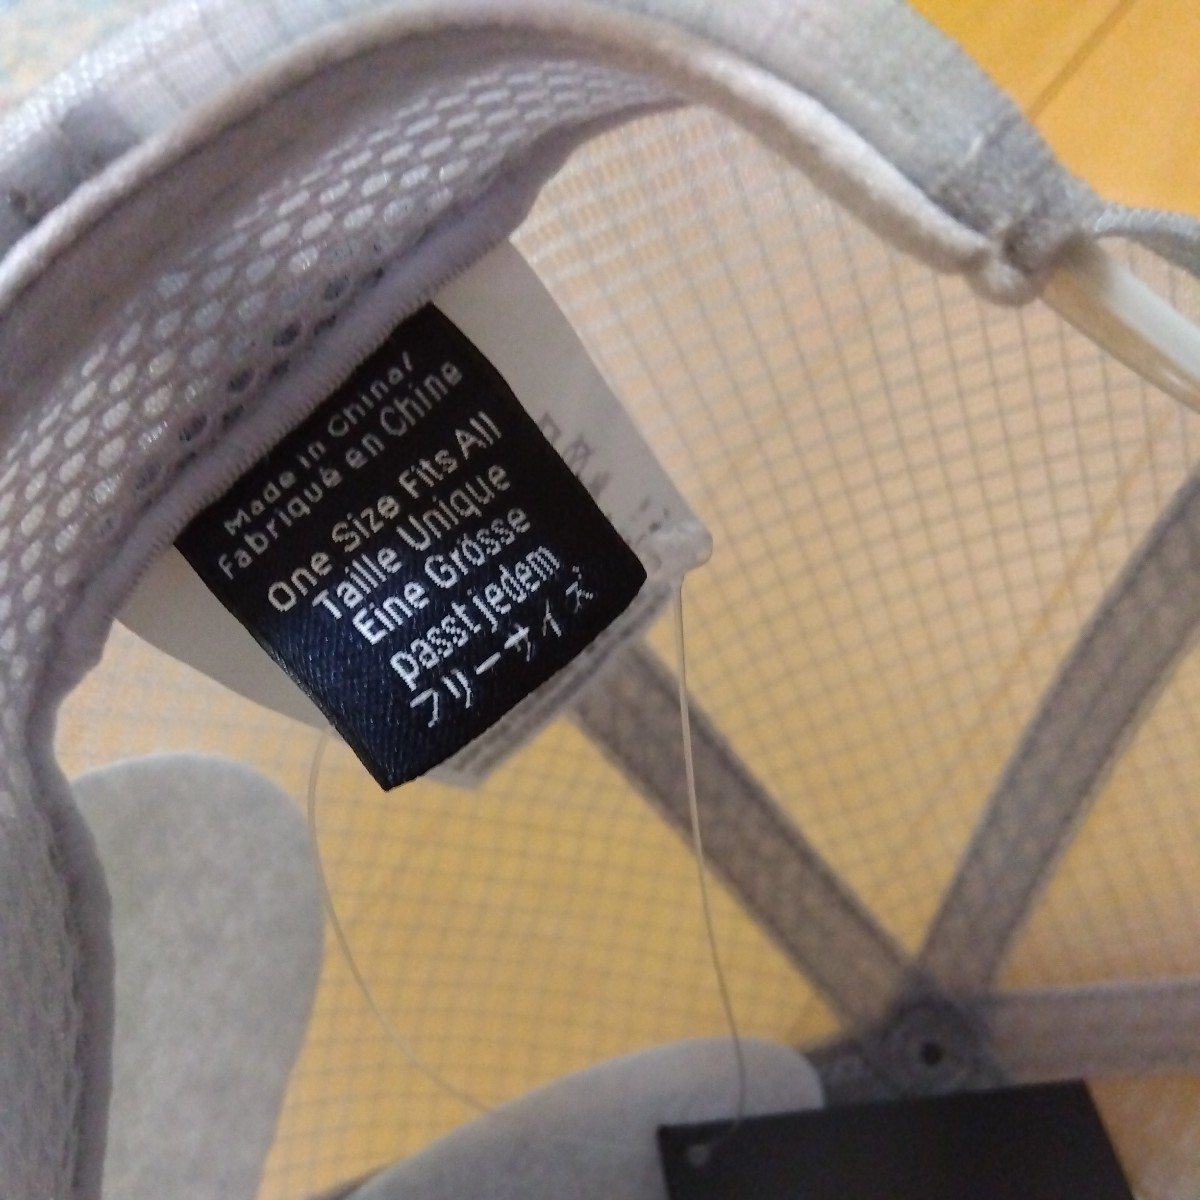 Made in China/
Fabriqué en Chine
One Size Fits All
Taille Unique
Eine Grösse
passt jedem
フリーサイズ